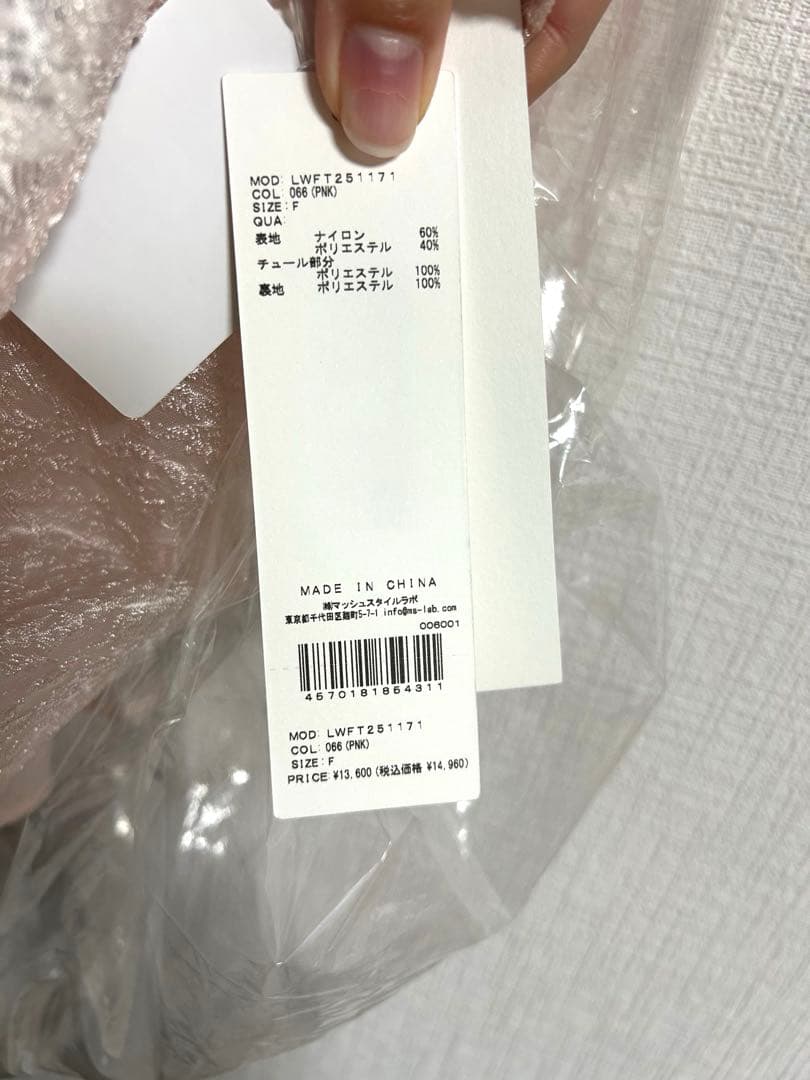 MOD: LWFT251171
COL: 066 (PNK)
SIZE: F
QUA:
表地 ナイロン 60%
ポリエステル 40%
チュール部分
ポリエステル 100%
裏地 ポリエステル 100%
MADE IN CHINA
㈱マッシュスタイルラボ
東京都千代田区麹町5-7-1 info@ms-lab.com
006001
4570181854311
MOD: LWFT251171
COL: 066 (PNK)
SIZE: F
PRICE: ¥13,600 (税込価格 ¥14,960)